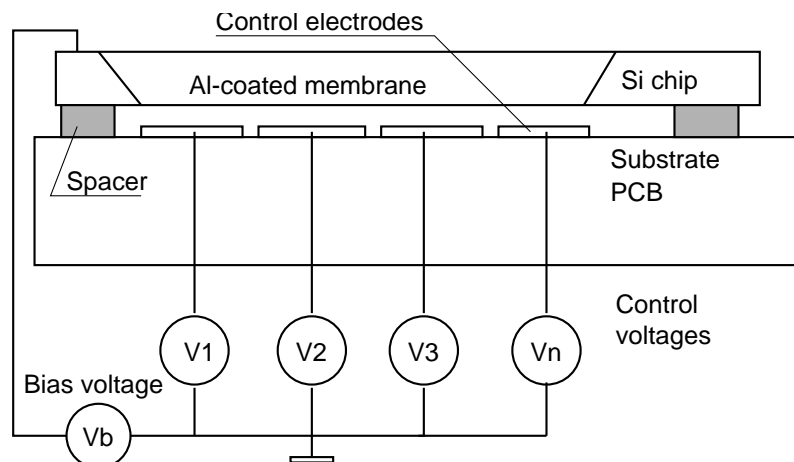 Control electrodes
Al-coated membrane
Si chip
Spacer
Substrate
PCB
V1
V2
V3
Vn
Control
voltages
Bias voltage
Vb